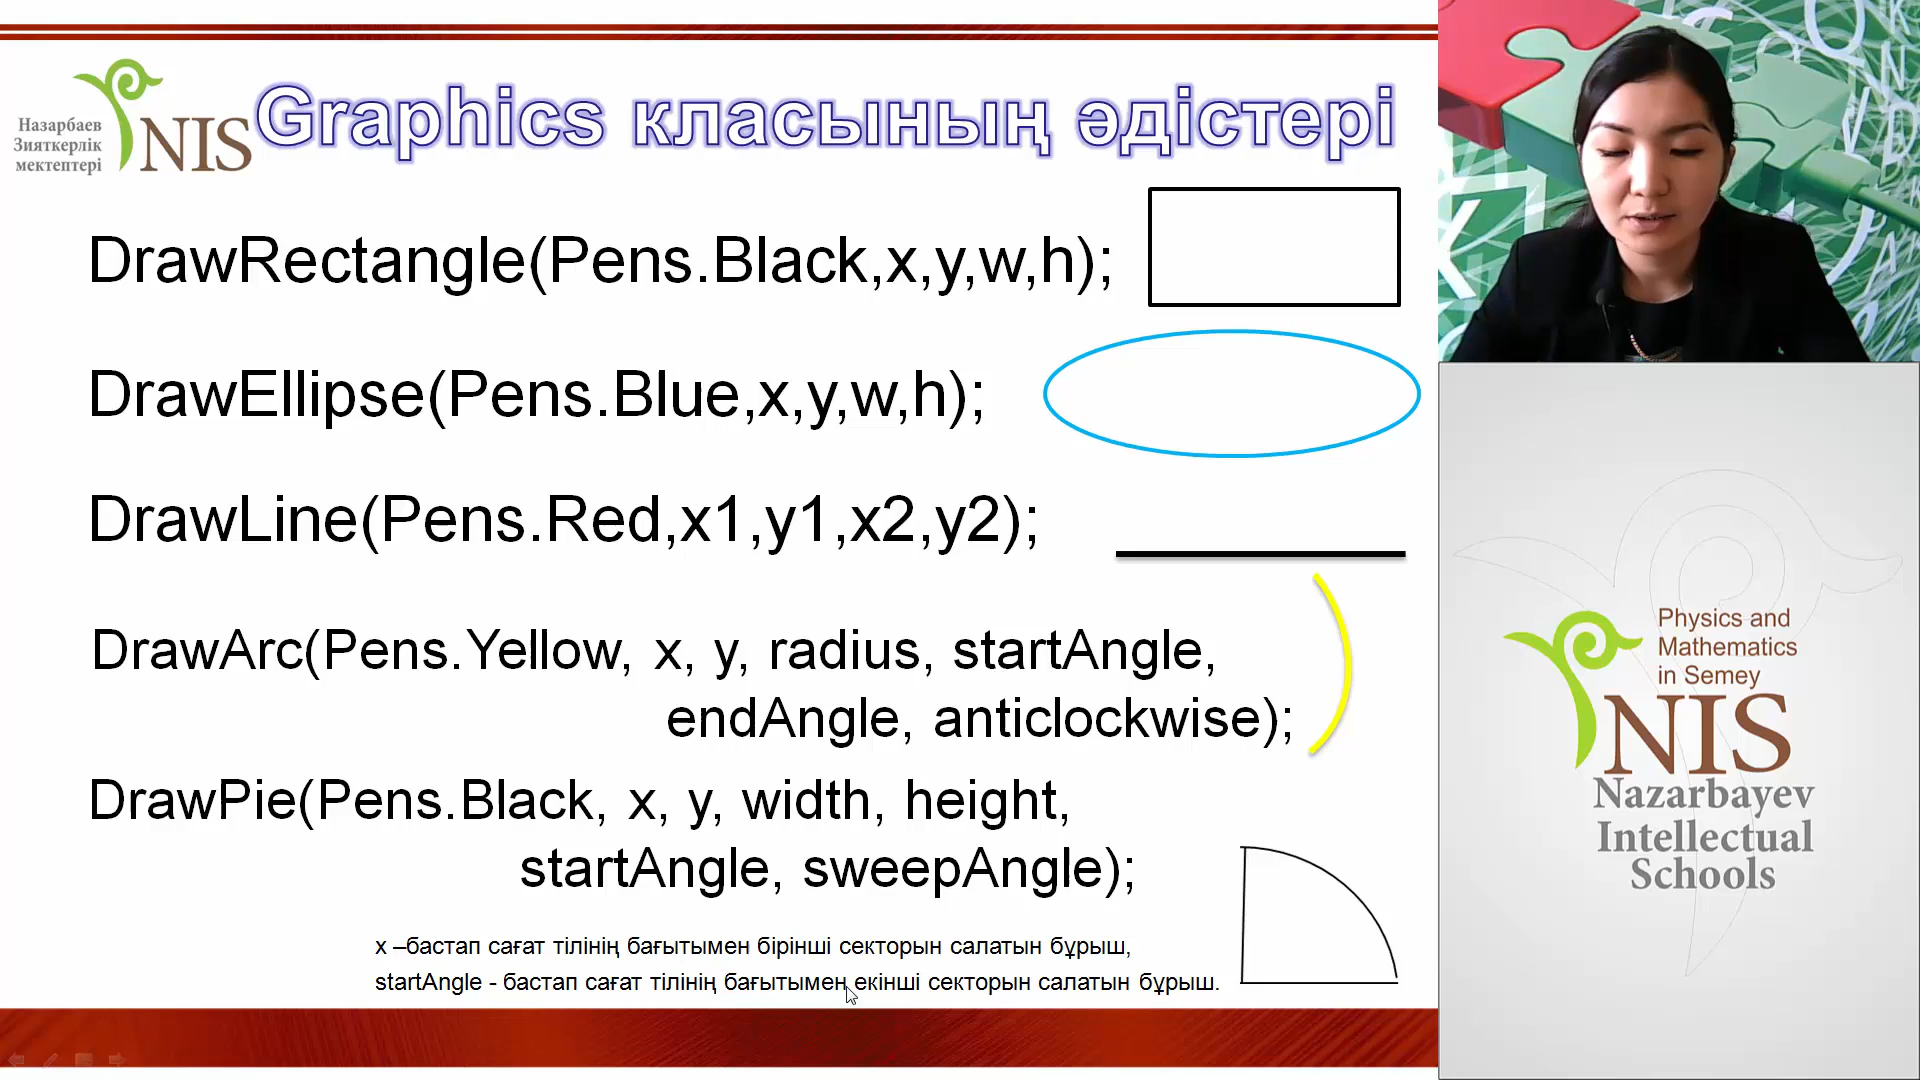 Назарбаев
Зияткерлік
мектептері
NIS
Graphics класының әдістері
DrawRectangle(Pens.Black,x,y,w,h);
DrawEllipse(Pens.Blue,x,y,w,h);
DrawLine(Pens.Red,x1,y1,x2,y2);
DrawArc(Pens.Yellow, x, y, radius, startAngle,
endAngle, anticlockwise);
DrawPie(Pens.Black, x, y, width, height,
startAngle, sweepAngle);
x –бастап сағат тілінің бағытымен бірінші секторын салатын бұрыш,
startAngle - бастап сағат тілінің бағытымен екінші секторын салатын бұрыш.
Physics and
Mathematics
in Semey
NIS
Nazarbayev
Intellectual
Schools